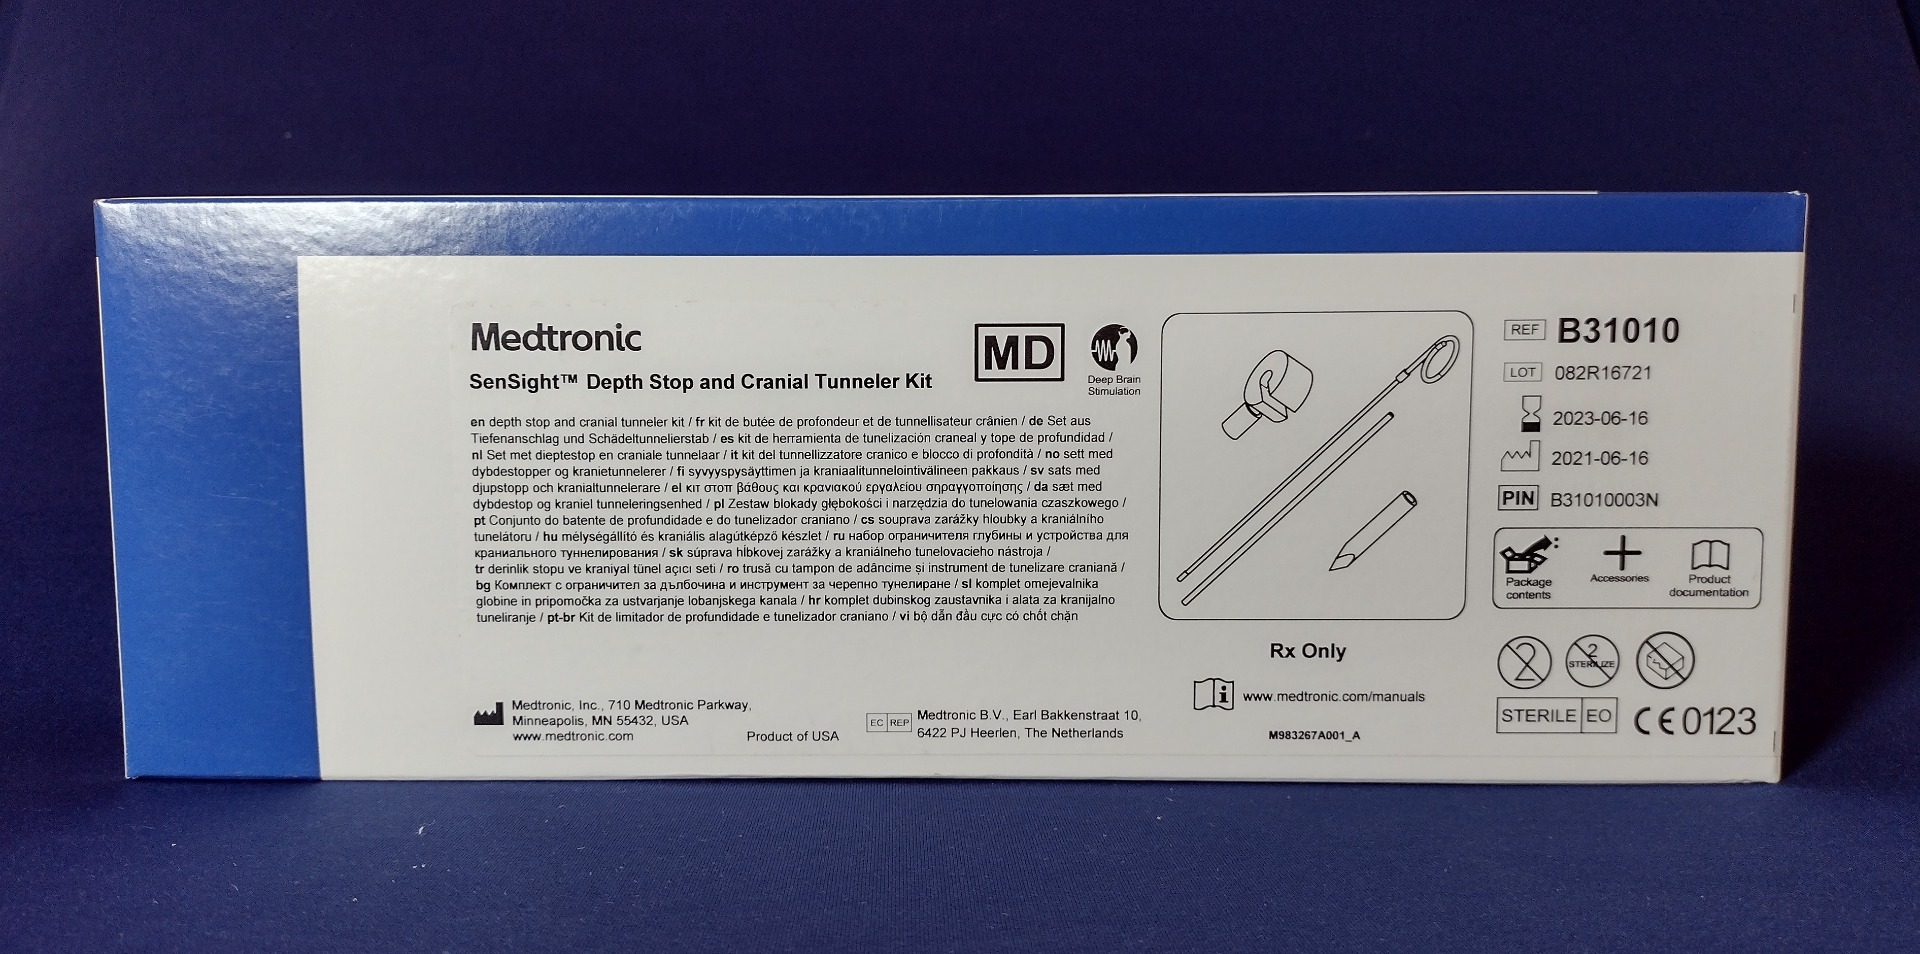 Medtronic
SenSight™ Depth Stop and Cranial Tunneler Kit
MD
Deep Brain
Stimulation
en depth stop and cranial tunneler kit / fr kit de butée de profondeur et de tunnellisateur crânien / de Set aus
Tiefenanschlag und Schädeltunnelierstab / es kit de herramienta de tunelización craneal y tope de profundidad /
nl Set met dieptestop en craniale tunnelaar / it kit del tunnellizzatore cranico e blocco di profondità / no sett med
dybdestopper og kranietunnelerer / fi syvyyspysäyttimen ja kraniaalitunnelointivälineen pakkaus / sv sats med
djupstopp och kranialtunnelerare / el κιτ στοπ βάθους και κρανιακού εργαλείου σηραγγοποίησης / da sæt med
dybdestop og kraniel tunneleringsenhed / pl Zestaw blokady głębokości i narzędzia do tunelowania czaszkowego /
pt Conjunto do batente de profundidade e do tunelizador craniano / cs souprava zarážky hloubky a kraniálního
tunelátoru / hu mélységállító és kraniális alagútképző készlet / ru набор ограничителя глубины и устройства для
краниального туннелирования / sk súprava hĺbkovej zarážky a kraniálneho tunelovacieho nástroja /
tr derinlik stopu ve kraniyal tünel açıcı seti / ro trusă cu tampon de adâncime și instrument de tunelizare craniană /
bg Комплект с ограничител за дълбочина и инструмент за черепно тунелиране / sl komplet omejevalnika
globine in pripomočka za ustvarjanje lobanjskega kanala / hr komplet dubinskog zaustavnika i alata za kranijalno
tuneliranje / pt-br Kit de limitador de profundidade e tunelizador craniano / vi bộ dẫn đầu cực có chốt chặn
Medtronic, Inc., 710 Medtronic Parkway,
Minneapolis, MN 55432, USA
www.medtronic.com
Product of USA
EC REP
Medtronic B.V., Earl Bakkenstraat 10,
6422 PJ Heerlen, The Netherlands
Rx Only
www.medtronic.com/manuals
M983267A001_A
REF B31010
LOT 082R16721
2023-06-16
2021-06-16
PIN B31010003N
Package
contents
Accessories
Product
documentation
2
2
STERILIZE
STERILE EO
CE 0123